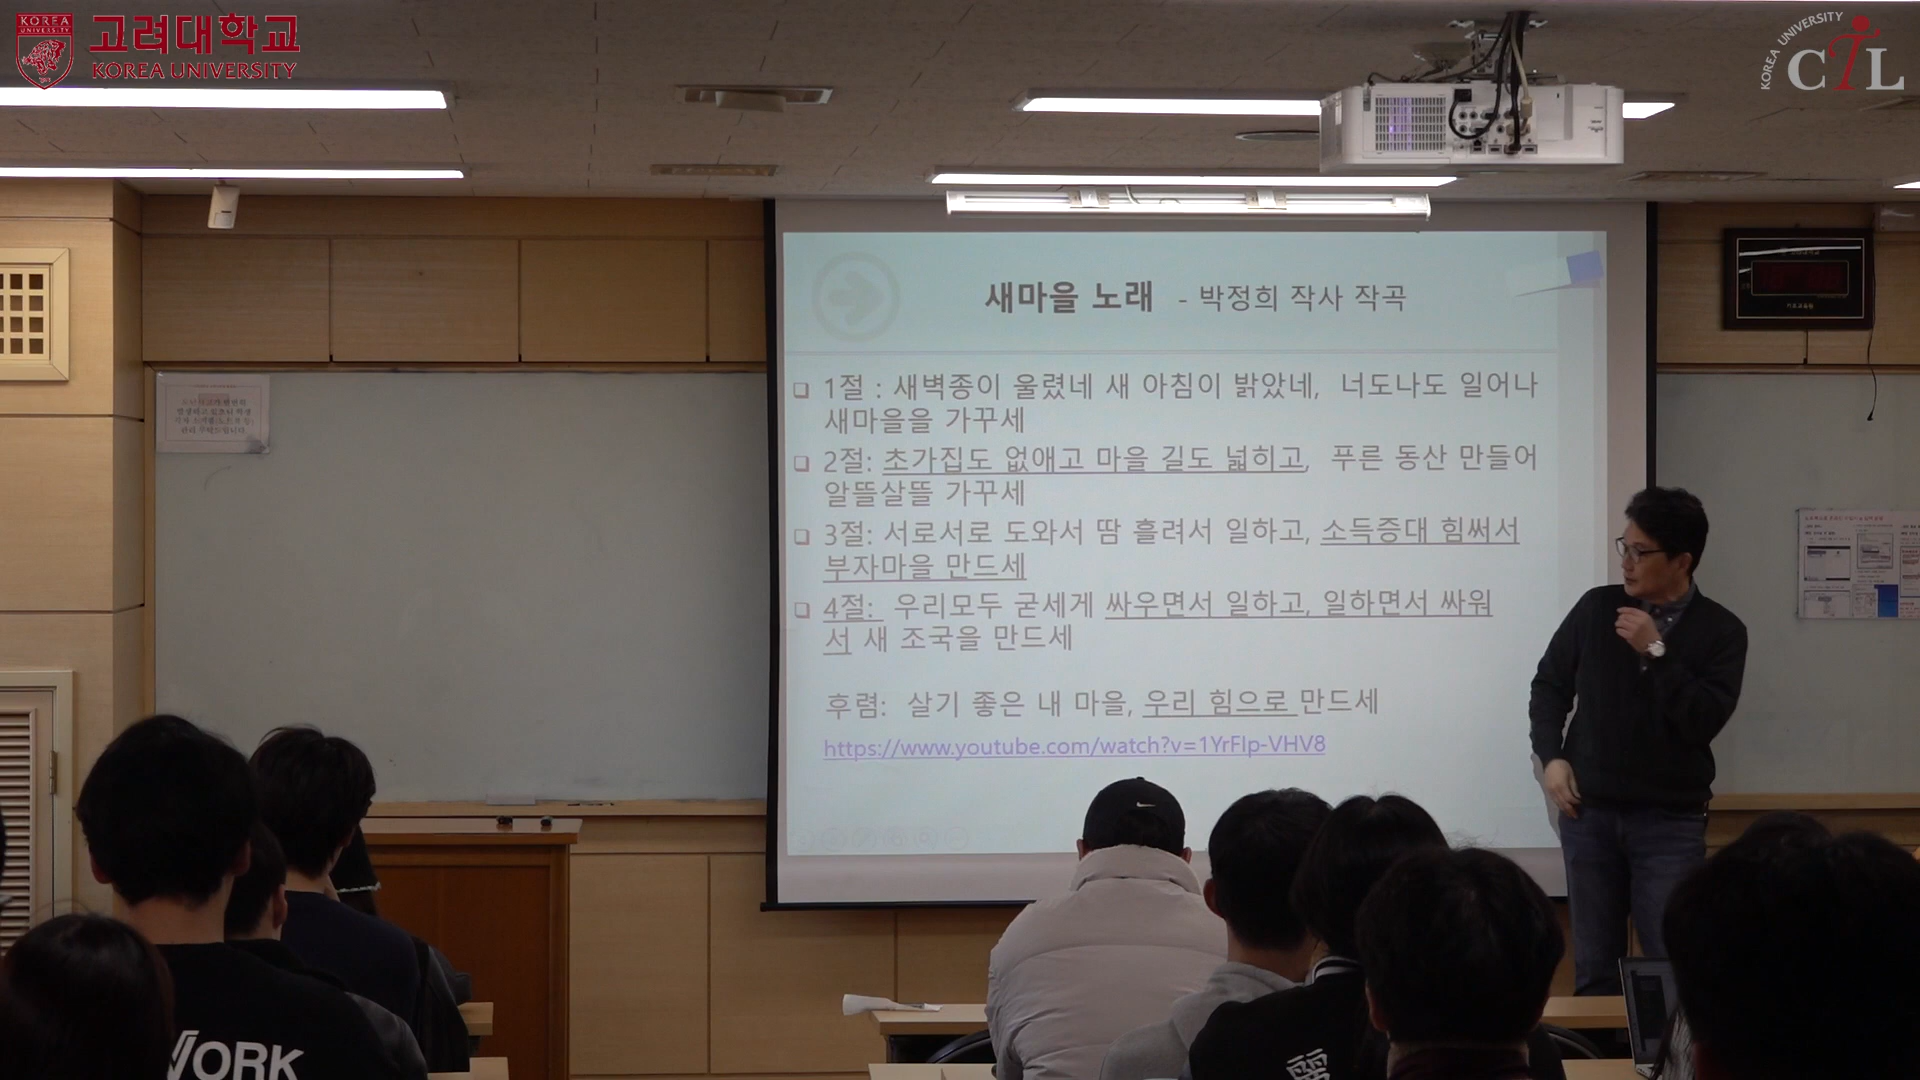 KOREA
UNIVERSITY
고려대학교
KOREA UNIVERSITY
KOREA UNIVERSITY
CTL
새마을 노래 - 박정희 작사 작곡
1절 : 새벽종이 울렸네 새 아침이 밝았네, 너도나도 일어나
새마을을 가꾸세
2절: 초가집도 없애고 마을 길도 넓히고, 푸른 동산 만들어
알뜰살뜰 가꾸세
3절: 서로서로 도와서 땀 흘려서 일하고, 소득증대 힘써서
부자마을 만드세
4절: 우리모두 굳세게 싸우면서 일하고, 일하면서 싸워
서 새 조국을 만드세
후렴: 살기 좋은 내 마을, 우리 힘으로 만드세
https://www.youtube.com/watch?v=1YrFIp-VHV8
WORK